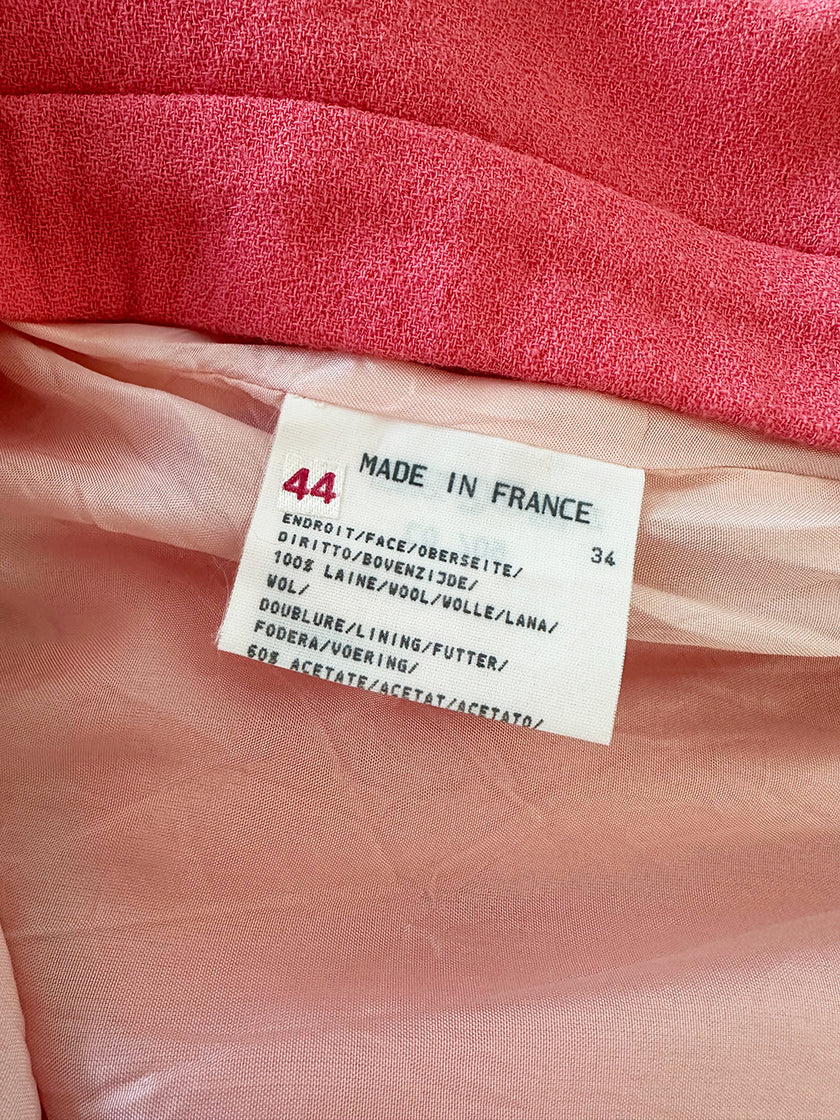 44
MADE IN FRANCE
34
ENDROIT/FACE/OBERSEITE/
DIRITTO/BOVENZIJDE/
100% LAINE/WOOL/WOLLE/LANA/
WOL/
DOUBLURE/LINING/FUTTER/
FODERA/VOERING/
60% ACETATE/ACETAT/ACETATO/